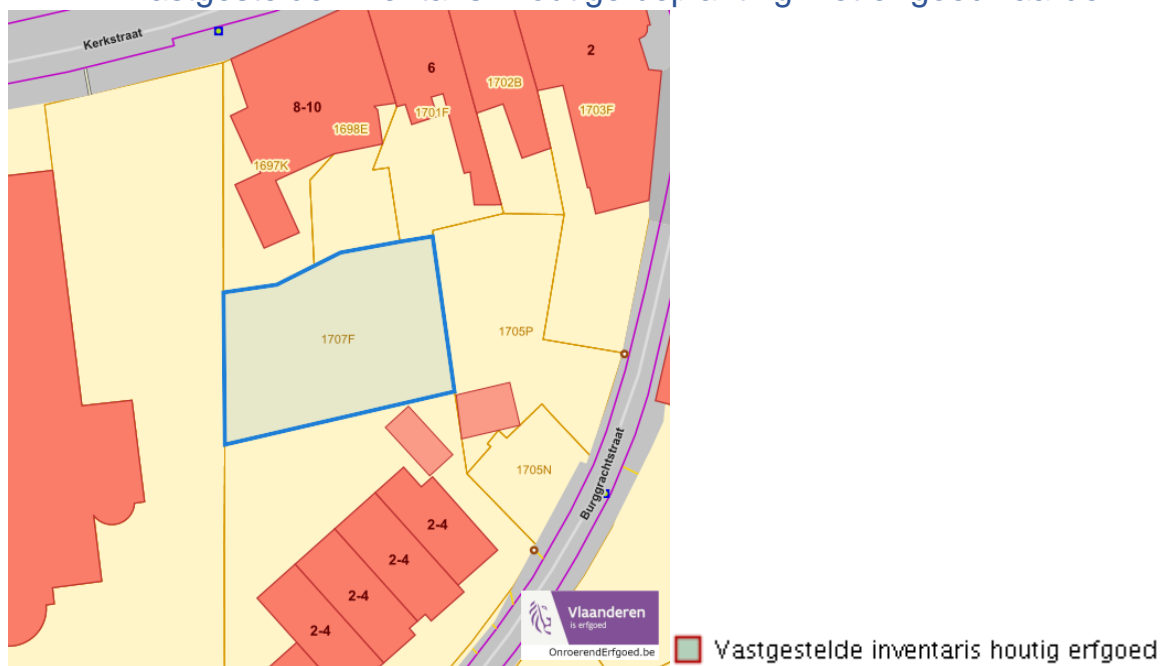 Kerkstraat
2
6
1702B
8-10
1701F
1703F
1698E
1697K
1707F
1705P
1705N
Burggrachtstraat
2-4
2-4
2-4
2-4
Vlaanderen
is erfgoed
OnroerendErfgoed.be
Vastgestelde inventaris houtig erfgoed